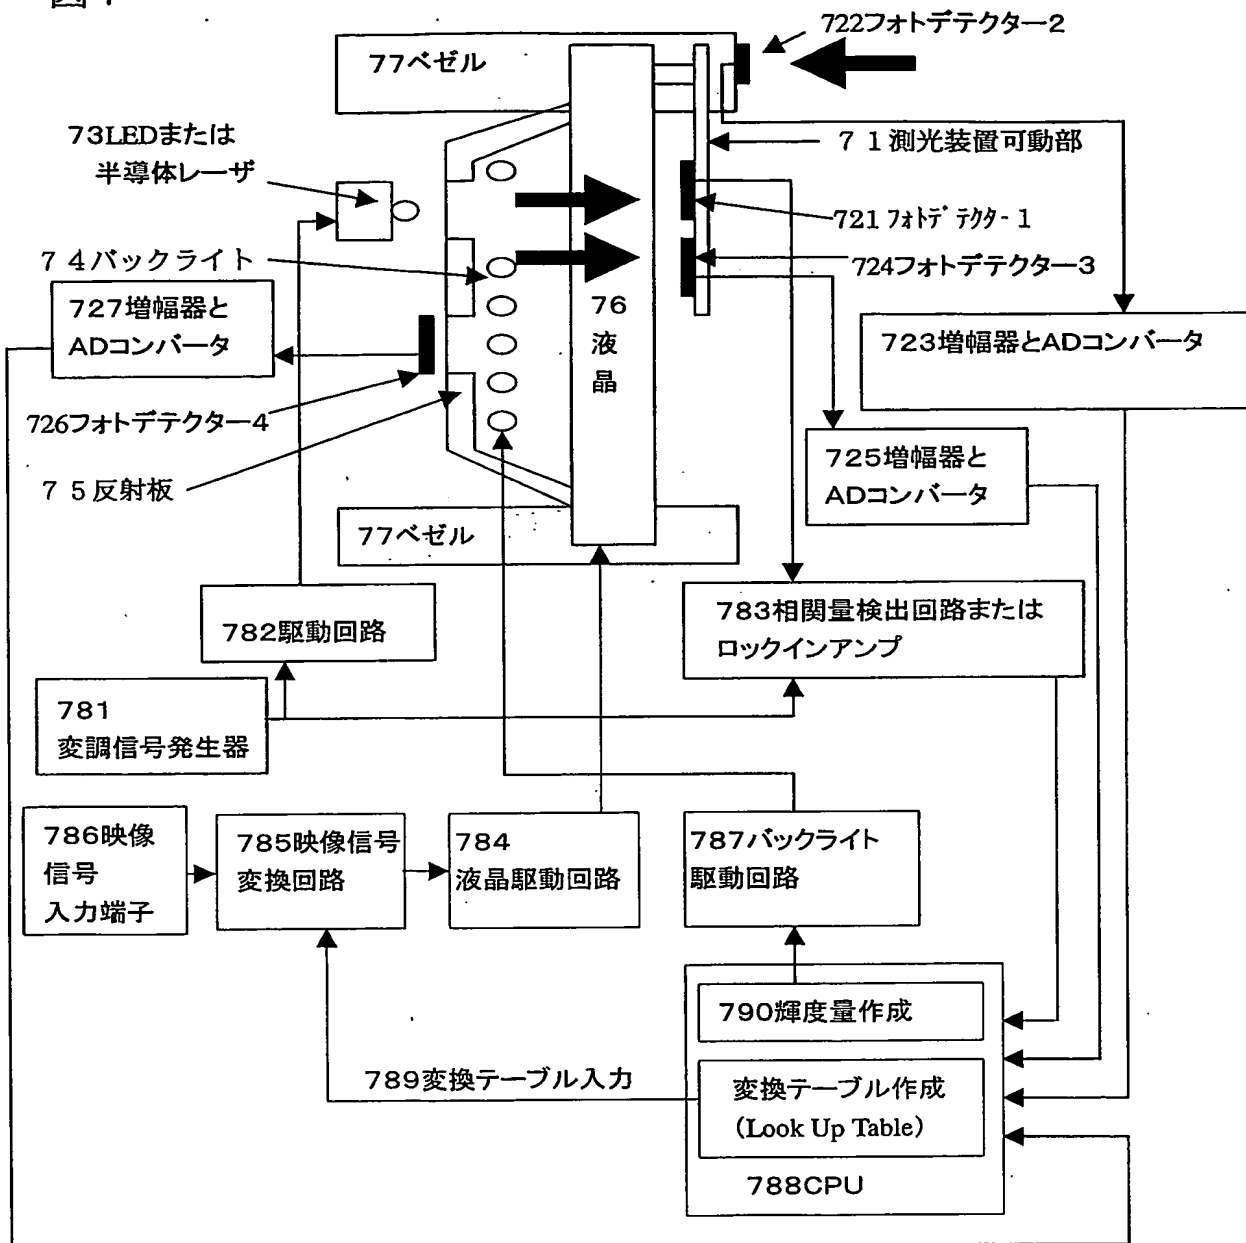 722フォトデテクター2
77ベゼル
73LEDまたは
半導体レーザ
71測光装置可動部
721フォトデテクター1
74バックライト
724フォトデテクター3
727増幅器と
ADコンバータ
76
液
晶
723増幅器とADコンバータ
726フォトデテクター4
725増幅器と
ADコンバータ
75反射板
77ベゼル
783相関量検出回路または
ロックインアンプ
782駆動回路
781
変調信号発生器
786映像
信号
入力端子
785映像信号
変換回路
784
液晶駆動回路
787バックライト
駆動回路
790輝度量作成
789変換テーブル入力
変換テーブル作成
(Look Up Table)
788CPU